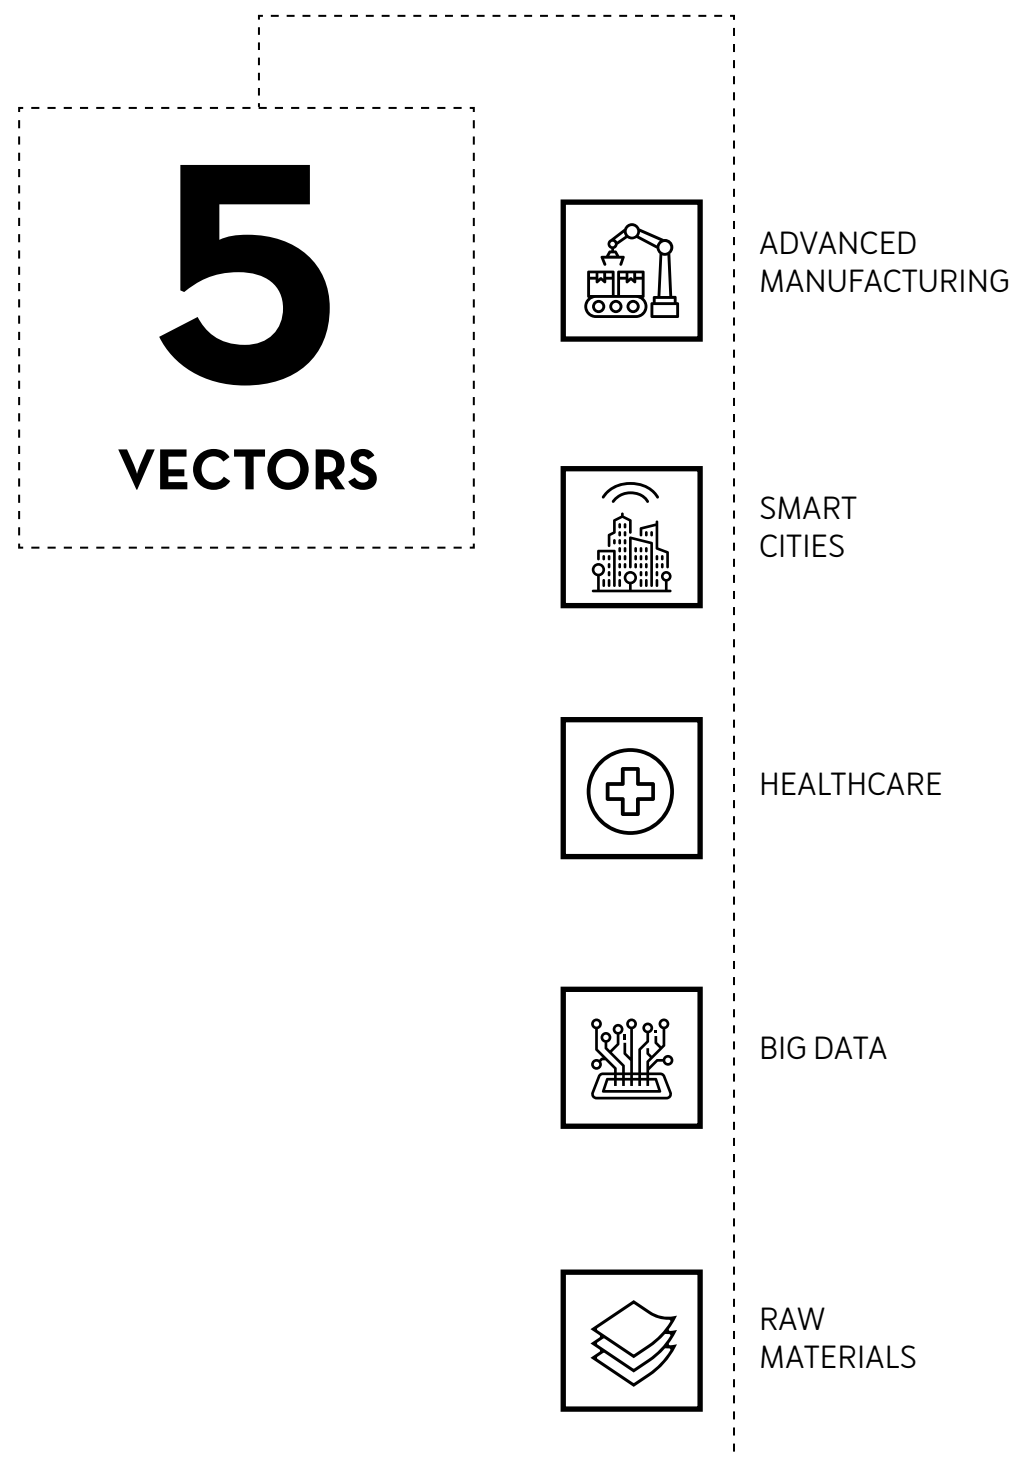 5
VECTORS
ADVANCED
MANUFACTURING
SMART
CITIES
HEALTHCARE
BIG DATA
RAW
MATERIALS